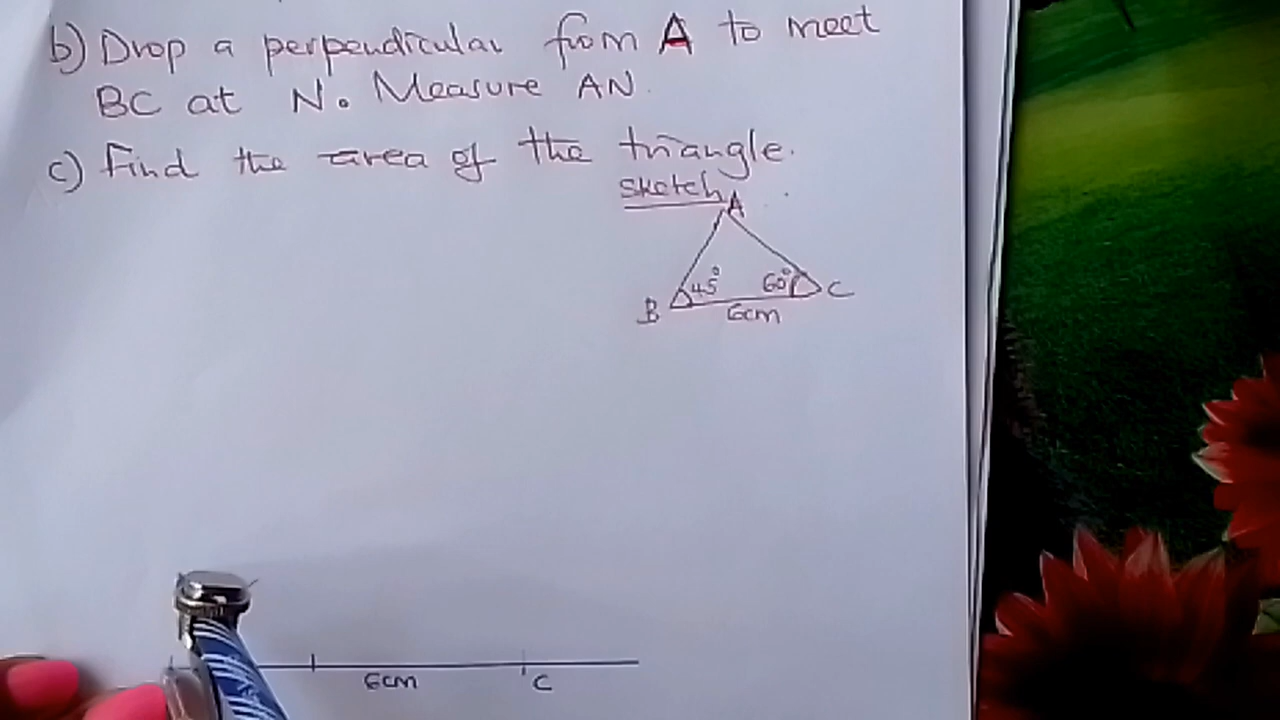 b) Drop a perpendicular from A to meet
BC at N. Measure AN.
c) Find the area of the triangle.
sketch
A
45° 60°
B C
6cm
6cm C